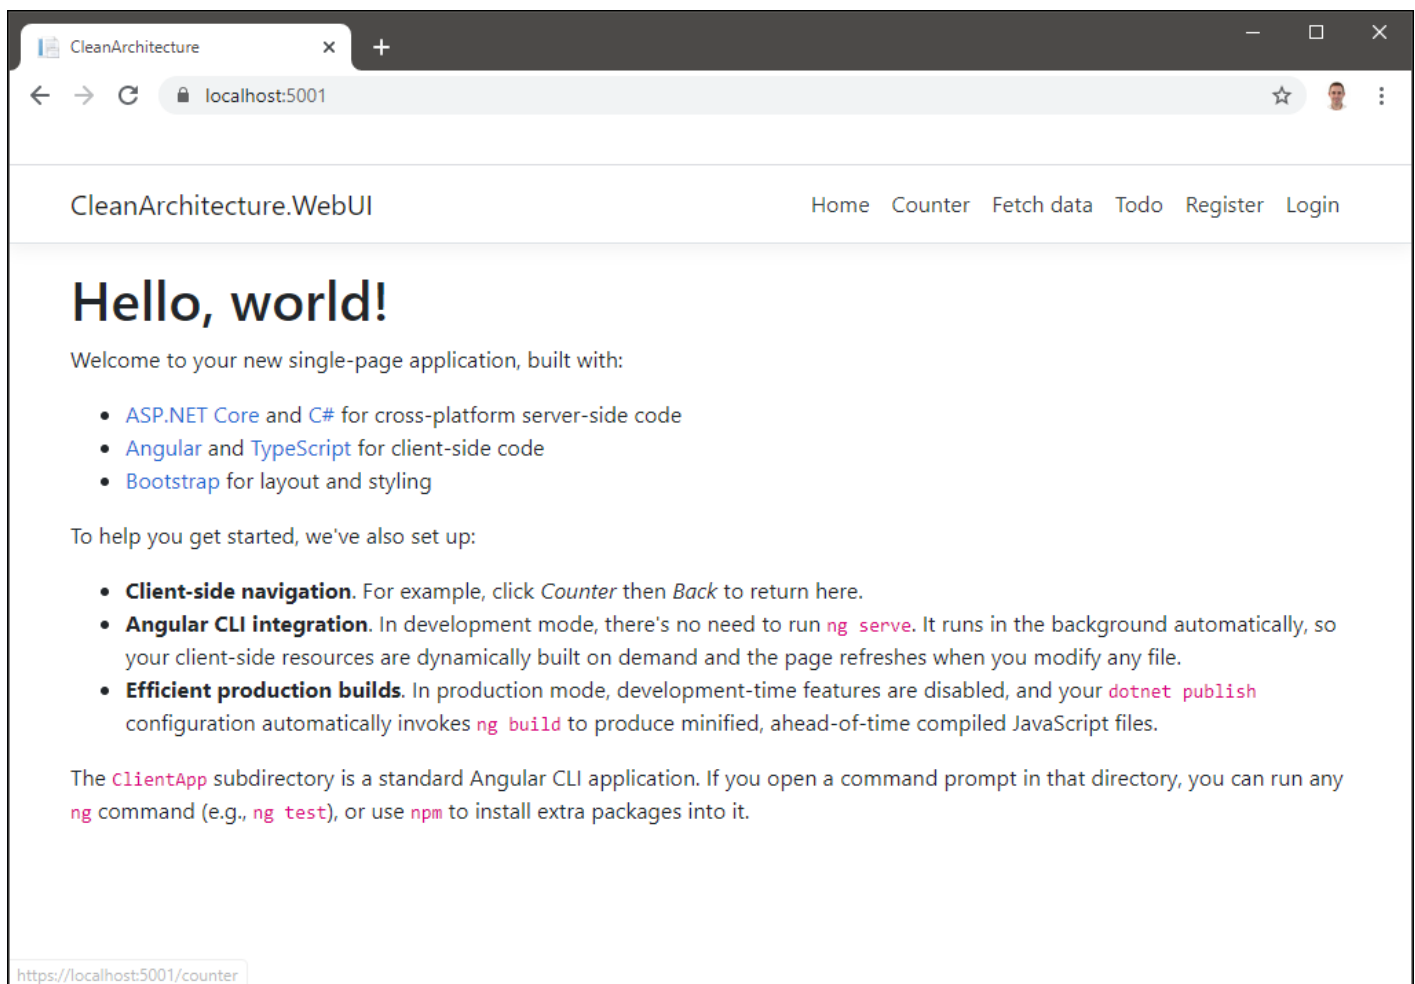 CleanArchitecture
localhost:5001
CleanArchitecture.WebUI
Home Counter Fetch data Todo Register Login
Hello, world!
Welcome to your new single-page application, built with:
• ASP.NET Core and C# for cross-platform server-side code
• Angular and TypeScript for client-side code
• Bootstrap for layout and styling
To help you get started, we've also set up:
• Client-side navigation. For example, click Counter then Back to return here.
• Angular CLI integration. In development mode, there's no need to run ng serve. It runs in the background automatically, so
your client-side resources are dynamically built on demand and the page refreshes when you modify any file.
• Efficient production builds. In production mode, development-time features are disabled, and your dotnet publish
configuration automatically invokes ng build to produce minified, ahead-of-time compiled JavaScript files.
The ClientApp subdirectory is a standard Angular CLI application. If you open a command prompt in that directory, you can run any
ng command (e.g., ng test), or use npm to install extra packages into it.
https://localhost:5001/counter